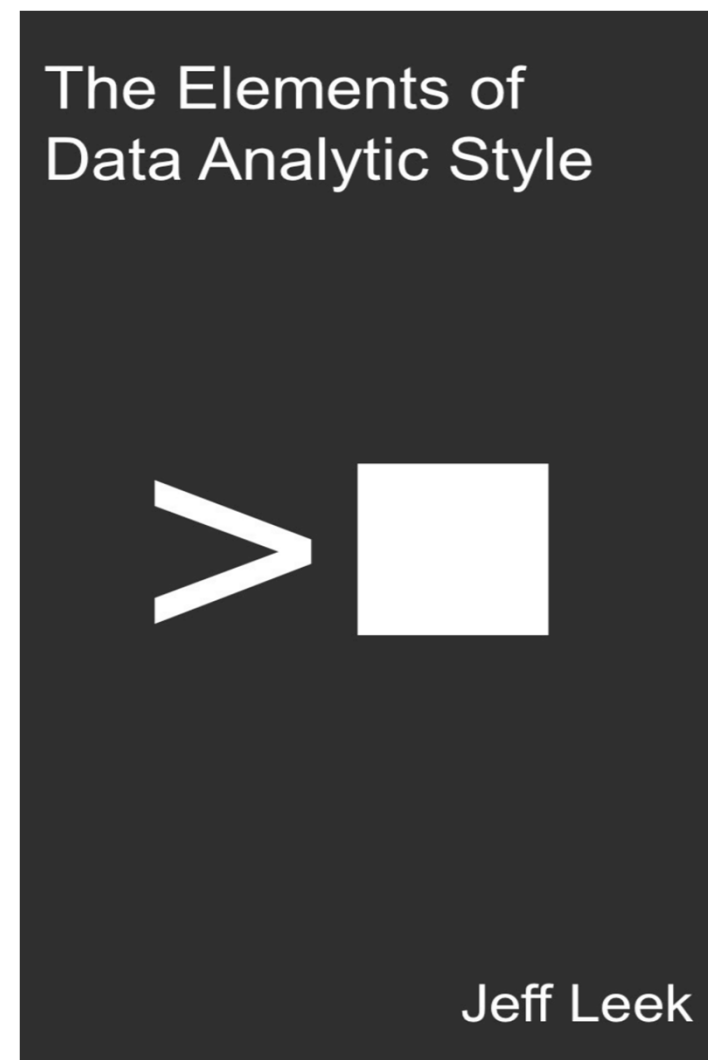 The Elements of
Data Analytic Style
>
Jeff Leek